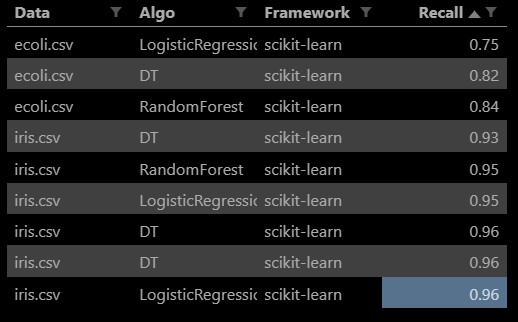 Data Algo Framework Recall
ecoli.csv LogisticRegressic scikit-learn 0.75
ecoli.csv DT scikit-learn 0.82
ecoli.csv RandomForest scikit-learn 0.84
iris.csv DT scikit-learn 0.93
iris.csv RandomForest scikit-learn 0.95
iris.csv LogisticRegressic scikit-learn 0.95
iris.csv DT scikit-learn 0.96
iris.csv DT scikit-learn 0.96
iris.csv LogisticRegressic scikit-learn 0.96